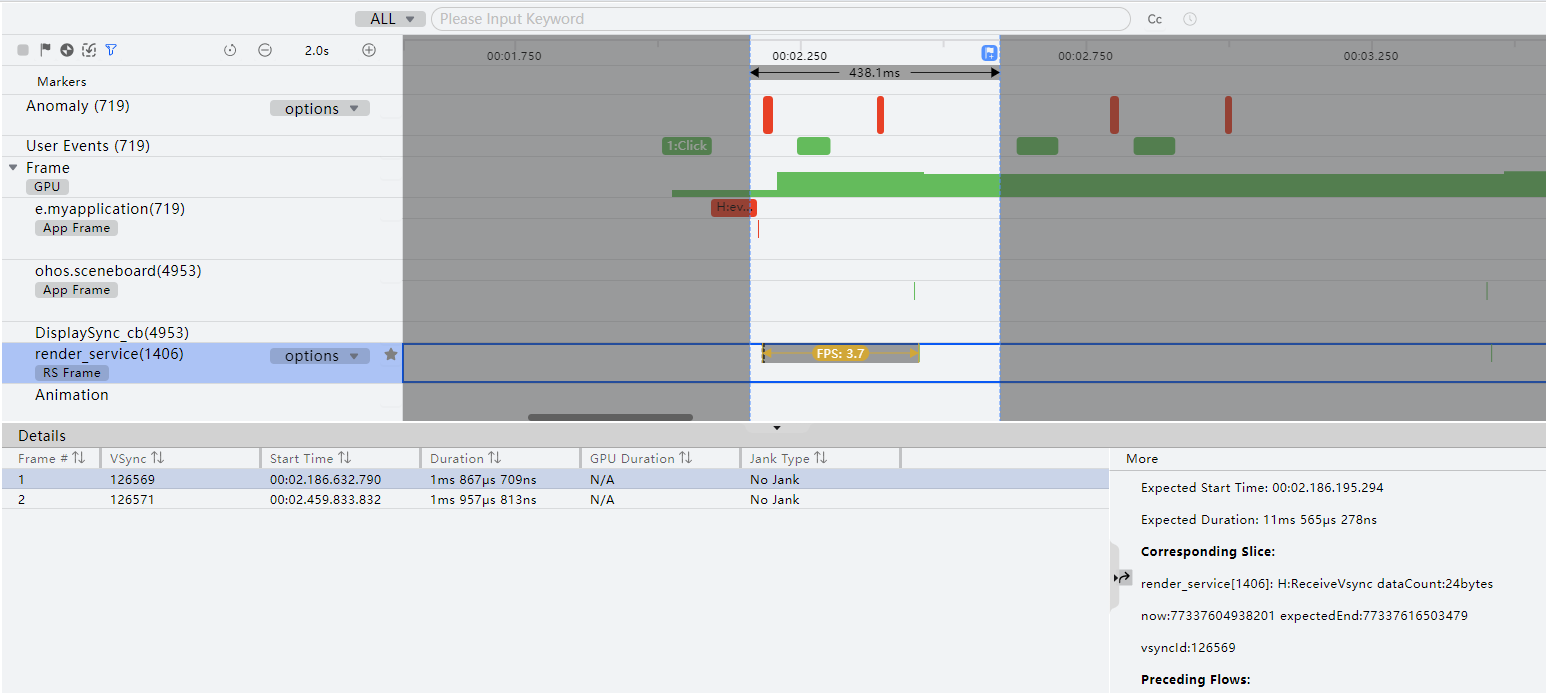 ALL Please Input Keyword Cc
2.0s 00:01.750 00:02.250 00:02.750 00:03.250
438.1ms
Markers
Anomaly (719) options
User Events (719) 1:Click
Frame
GPU
e.myapplication(719) H:ev...
App Frame
ohos.sceneboard(4953)
App Frame
DisplaySync_cb(4953)
render_service(1406) options FPS: 3.7
RS Frame
Animation
Details
Frame # VSync Start Time Duration GPU Duration Jank Type
1 126569 00:02.186.632.790 1ms 867μs 709ns N/A No Jank
2 126571 00:02.459.833.832 1ms 957μs 813ns N/A No Jank
More
Expected Start Time: 00:02.186.195.294
Expected Duration: 11ms 565μs 278ns
Corresponding Slice:
render_service[1406]: H:ReceiveVsync dataCount:24bytes
now:77337604938201 expectedEnd:77337616503479
vsyncId:126569
Preceding Flows: